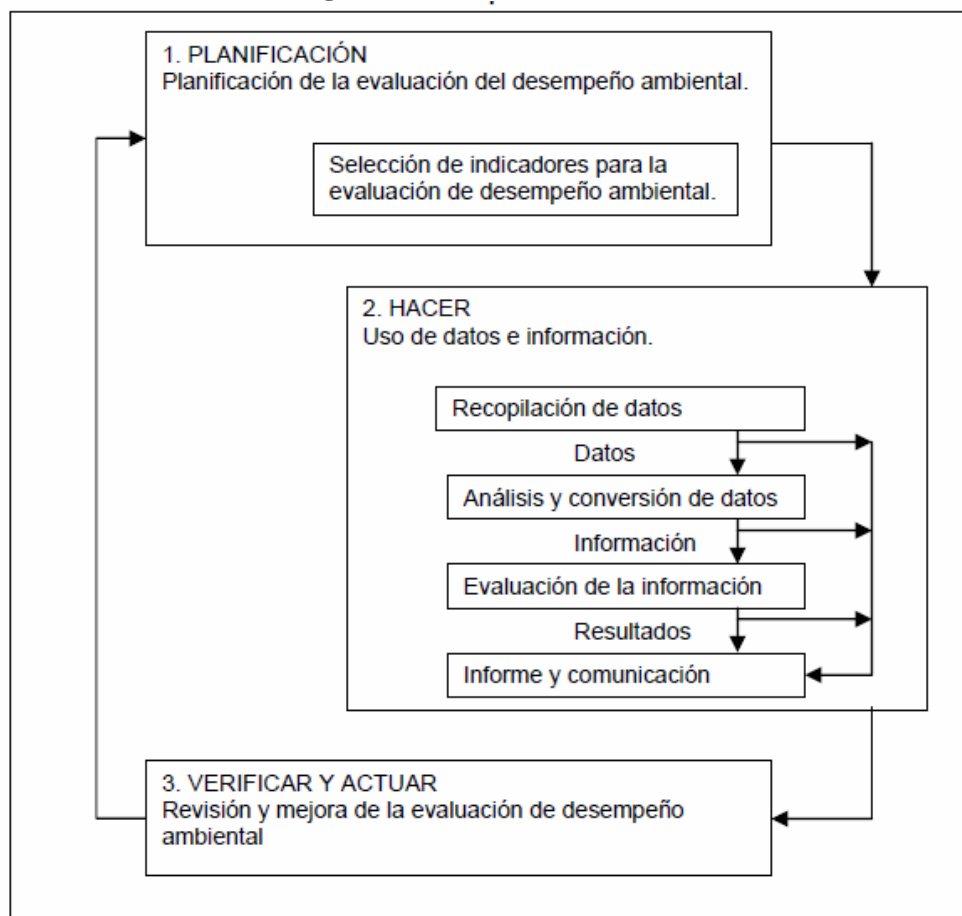 1. PLANIFICACIÓN
Planificación de la evaluación del desempeño ambiental.
Selección de indicadores para la
evaluación de desempeño ambiental.
2. HACER
Uso de datos e información.
Recopilación de datos
Datos
Análisis y conversión de datos
Información
Evaluación de la información
Resultados
Informe y comunicación
3. VERIFICAR Y ACTUAR
Revisión y mejora de la evaluación de desempeño
ambiental